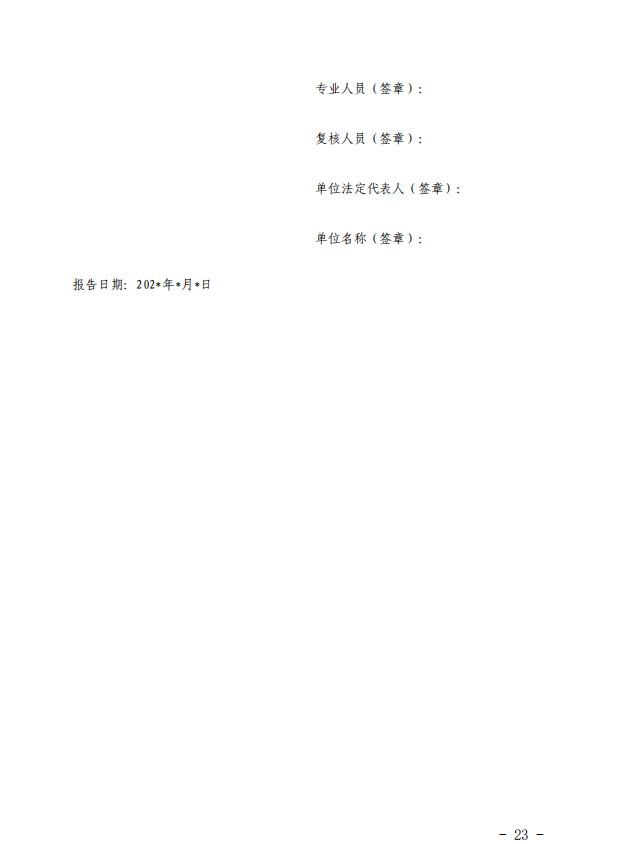 专业人员（签章）：
复核人员（签章）：
单位法定代表人（签章）：
单位名称（签章）：
报告日期：202*年*月*日
- 23 -